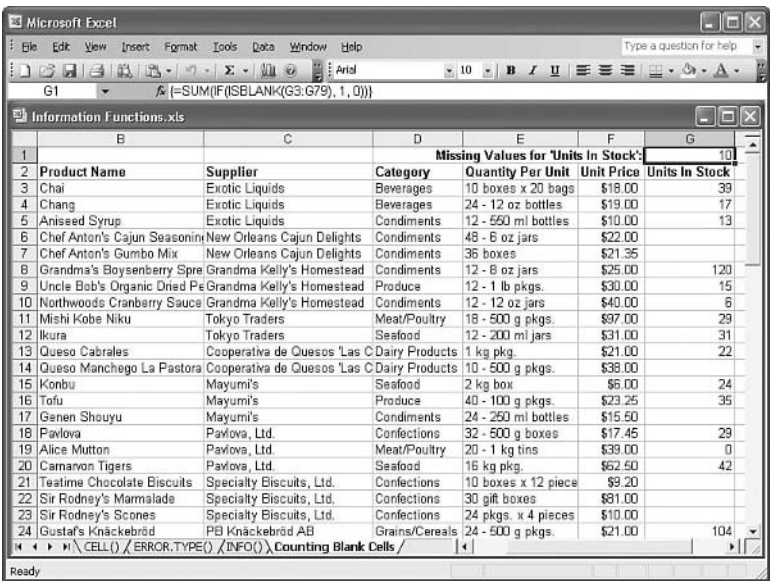 Microsoft Excel
File Edit View Insert Format Tools Data Window Help Type a question for help
Arial 10 B I U
G1 fx {=SUM(IF(ISBLANK(G3:G79), 1, 0))}
Information Functions.xls
B C D E F G
1 Missing Values for 'Units In Stock': 10
2 Product Name Supplier Category Quantity Per Unit Unit Price Units In Stock
3 Chai Exotic Liquids Beverages 10 boxes x 20 bags $18.00 39
4 Chang Exotic Liquids Beverages 24 - 12 oz bottles $19.00 17
5 Aniseed Syrup Exotic Liquids Condiments 12 - 550 ml bottles $10.00 13
6 Chef Anton's Cajun Seasoning New Orleans Cajun Delights Condiments 48 - 6 oz jars $22.00
7 Chef Anton's Gumbo Mix New Orleans Cajun Delights Condiments 36 boxes $21.35
8 Grandma's Boysenberry Spre Grandma Kelly's Homestead Condiments 12 - 8 oz jars $25.00 120
9 Uncle Bob's Organic Dried Pe Grandma Kelly's Homestead Produce 12 - 1 lb pkgs. $30.00 15
10 Northwoods Cranberry Sauce Grandma Kelly's Homestead Condiments 12 - 12 oz jars $40.00 6
11 Mishi Kobe Niku Tokyo Traders Meat/Poultry 18 - 500 g pkgs. $97.00 29
12 Ikura Tokyo Traders Seafood 12 - 200 ml jars $31.00 31
13 Queso Cabrales Cooperativa de Quesos 'Las C Dairy Products 1 kg pkg. $21.00 22
14 Queso Manchego La Pastora Cooperativa de Quesos 'Las C Dairy Products 10 - 500 g pkgs. $38.00
15 Konbu Mayumi's Seafood 2 kg box $6.00 24
16 Tofu Mayumi's Produce 40 - 100 g pkgs. $23.25 35
17 Genen Shouyu Mayumi's Condiments 24 - 250 ml bottles $15.50
18 Pavlova Pavlova, Ltd. Confections 32 - 500 g boxes $17.45 29
19 Alice Mutton Pavlova, Ltd. Meat/Poultry 20 - 1 kg tins $39.00 0
20 Carnarvon Tigers Pavlova, Ltd. Seafood 16 kg pkg. $62.50 42
21 Teatime Chocolate Biscuits Specialty Biscuits, Ltd. Confections 10 boxes x 12 piece $9.20
22 Sir Rodney's Marmalade Specialty Biscuits, Ltd. Confections 30 gift boxes $81.00
23 Sir Rodney's Scones Specialty Biscuits, Ltd. Confections 24 pkgs. x 4 pieces $10.00
24 Gustaf's Knäckebröd PB Knäckebröd AB Grains/Cereals 24 - 500 g pkgs. $21.00 104
CELL() / ERROR.TYPE() / INFO() \ Counting Blank Cells /
Ready